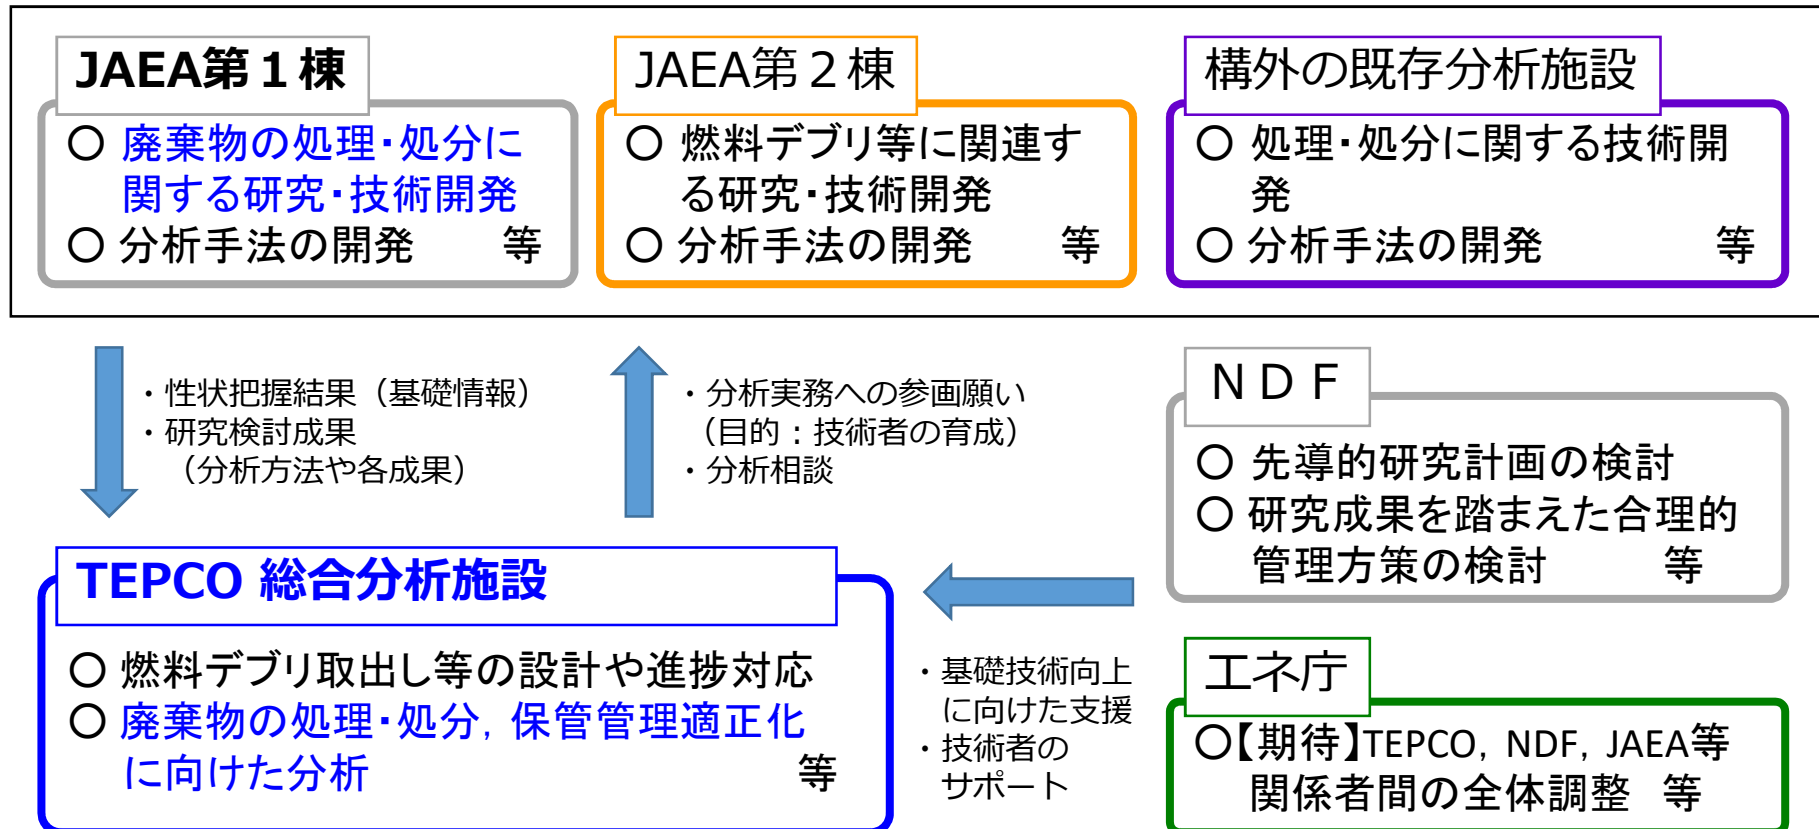 JAEA第１棟
〇 廃棄物の処理・処分に
関する研究・技術開発
〇 分析手法の開発　　等
JAEA第２棟
〇 燃料デブリ等に関連す
る研究・技術開発
〇 分析手法の開発　　等
構外の既存分析施設
〇 処理・処分に関する技術開
発
〇 分析手法の開発　　　　等
・性状把握結果（基礎情報）
・研究検討成果
（分析方法や各成果）
・分析実務への参画願い
（目的：技術者の育成）
・分析相談
ＮＤＦ
〇 先導的研究計画の検討
〇 研究成果を踏まえた合理的
管理方策の検討　　　等
TEPCO 総合分析施設
〇 燃料デブリ取出し等の設計や進捗対応
〇 廃棄物の処理・処分，保管管理適正化
に向けた分析　　　　　　　　　　等
・基礎技術向上
に向けた支援
・技術者の
サポート
エネ庁
〇【期待】TEPCO，NDF，JAEA等
関係者間の全体調整　等